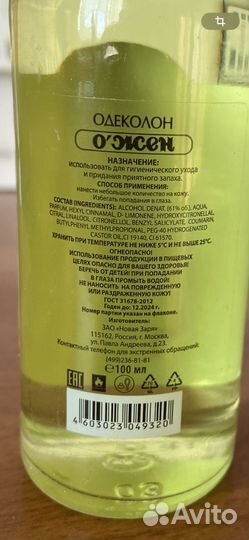 ОДЕКОЛОН
О'жен
НАЗНАЧЕНИЕ:
использовать для гигиенического ухода
и придания приятного запаха.
СПОСОБ ПРИМЕНЕНИЯ:
нанести небольшое количество на кожу.
Избегать попадания в глаза.
СОСТАВ (INGREDIENTS): ALCOHOL DENAT. (61% об.), AQUA,
PARFUM, HEXYL CINNAMAL, D- LIMONENE, HYDROXYCITRONELLAL,
CITRAL, LINALOOL, CITRONELLOL, BENZYL SALICYLATE, COUMARIN,
BUTYLPHENYL METHYLPROPIONAL, PEG-40 HYDROGENATED
CASTOR OIL, CI 19140, CI 61570.
ХРАНИТЬ ПРИ ТЕМПЕРАТУРЕ НЕ НИЖЕ 5°С И НЕ ВЫШЕ 25°С.
ОГНЕОПАСНО!
ИСПОЛЬЗОВАНИЕ ПРОДУКЦИИ В ПИЩЕВЫХ
ЦЕЛЯХ ОПАСНО ДЛЯ ВАШЕГО ЗДОРОВЬЯ!
БЕРЕЧЬ ОТ ДЕТЕЙ! ПРИ ПОПАДАНИИ
В ГЛАЗА ПРОМЫТЬ ВОДОЙ!
НЕ НАНОСИТЬ НА ПОВРЕЖДЕННУЮ
ИЛИ РАЗДРАЖЕННУЮ КОЖУ!
ГОСТ 31678-2012
Годен до 12.2024 г.
Номер партии указан на флаконе.
Изготовитель:
ЗАО «Новая Заря»
115162, Россия, г. Москва,
ул. Павла Андреева, д.23.
Контактный телефон для экстренных обращений:
(499)236-81-81
ЕАС
e 100 мл
4 603023 049320
Avito